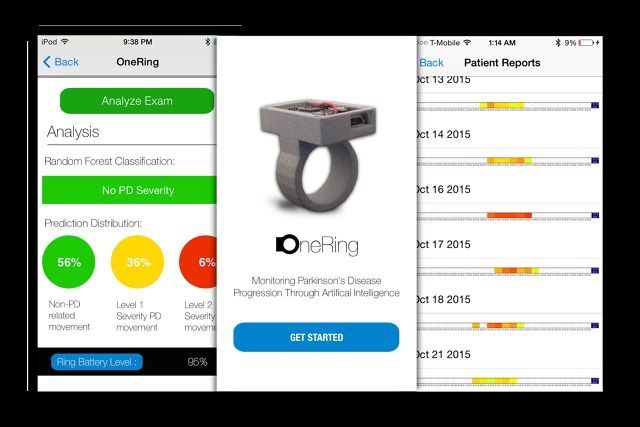 iPod 9:38 PM
Back OneRing
Analyze Exam
Analysis
Random Forest Classification:
No PD Severity
Prediction Distribution:
56% 36% 6%
Non-PD
related
movement
Level 1
Severity PD
movement
Level 2
Severity
moveme
Ring Battery Level : 95%
OneRing
Monitoring Parkinson's Disease
Progression Through Artifical Intelligence
GET STARTED
T-Mobile 1:14 AM 9%
Back Patient Reports
Oct 13 2015
Oct 14 2015
Oct 16 2015
Oct 17 2015
Oct 18 2015
Oct 21 2015